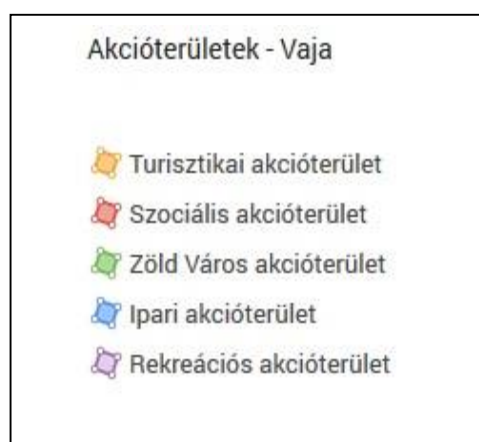 Akcióterületek - Vaja
Turisztikai akcióterület
Szociális akcióterület
Zöld Város akcióterület
Ipari akcióterület
Rekreációs akcióterület